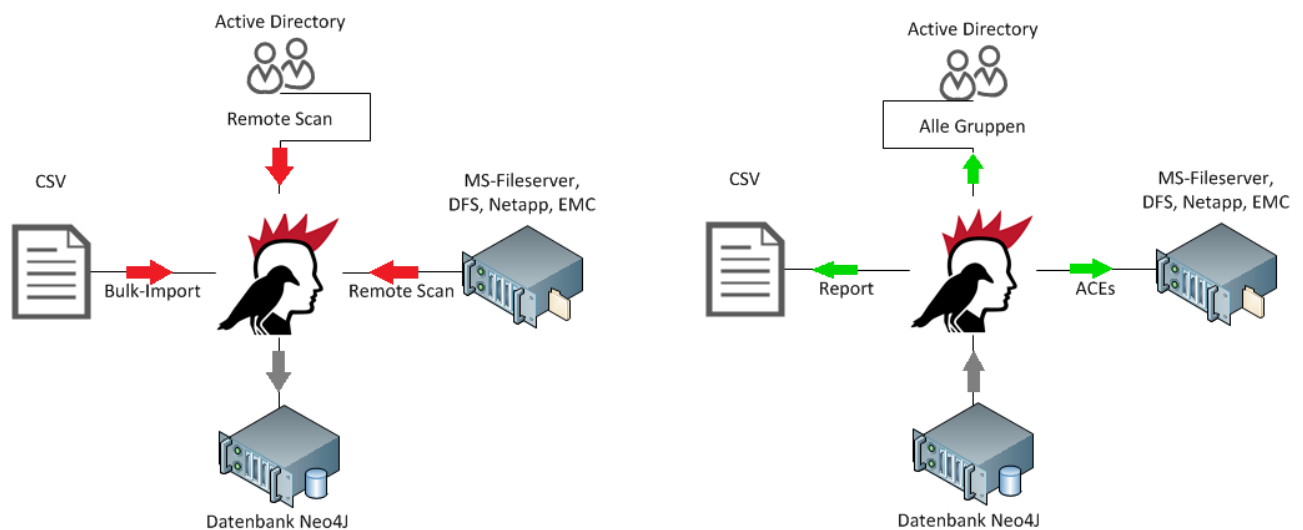 Active Directory
Remote Scan
CSV
MS-Fileserver,
DFS, Netapp, EMC
Bulk-Import
Remote Scan
Datenbank Neo4J
Active Directory
Alle Gruppen
CSV
MS-Fileserver,
DFS, Netapp, EMC
Report
ACEs
Datenbank Neo4J